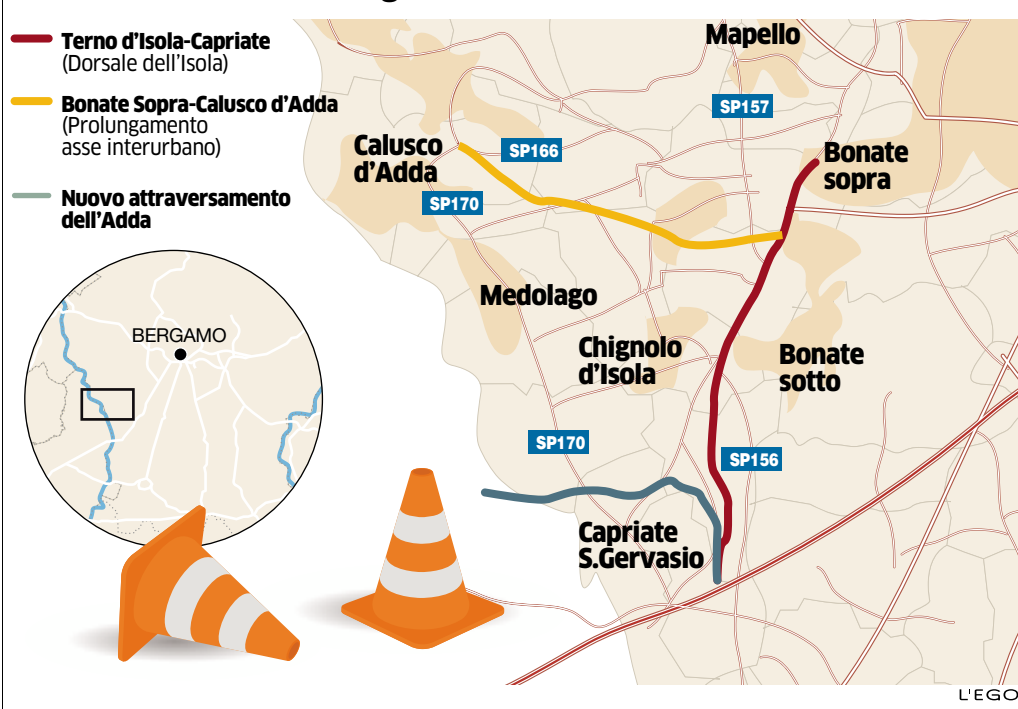 Terno d'Isola-Capriate
(Dorsale dell'Isola)
Bonate Sopra-Calusco d'Adda
(Prolungamento
asse interurbano)
Nuovo attraversamento
dell'Adda
BERGAMO
Mapello
SP157
Calusco
d'Adda
SP166
Bonate
sopra
SP170
Medolago
Chignolo
d'Isola
Bonate
sotto
SP170
SP156
Capriate
S.Gervasio
L'EGO